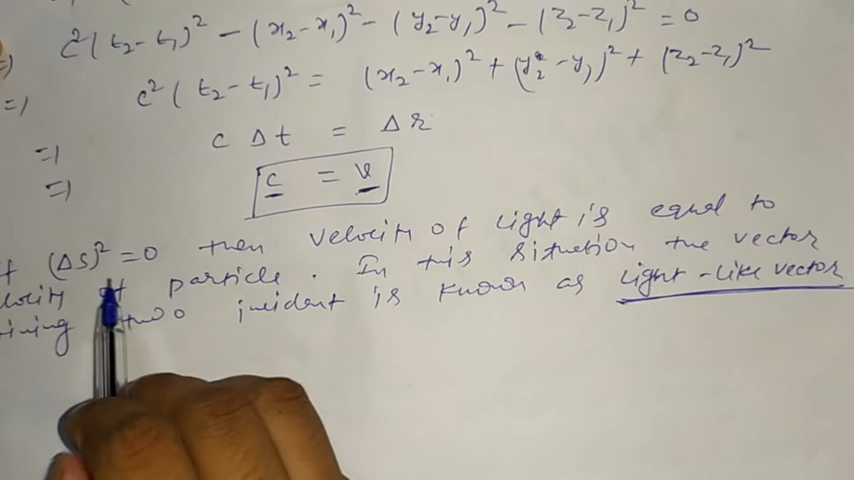 =) c²(t₂-t₁)² - (x₂-x₁)² - (y₂-y₁)² - (z₂-z₁)² = 0
=) c²(t₂-t₁)² = (x₂-x₁)² + (y₂-y₁)² + (z₂-z₁)²
=) c Δt = Δr
=) c = v
(ΔS)² = 0 then velocity of light is equal to
of particle. In this situation the vector
two incident is known as light-like vector